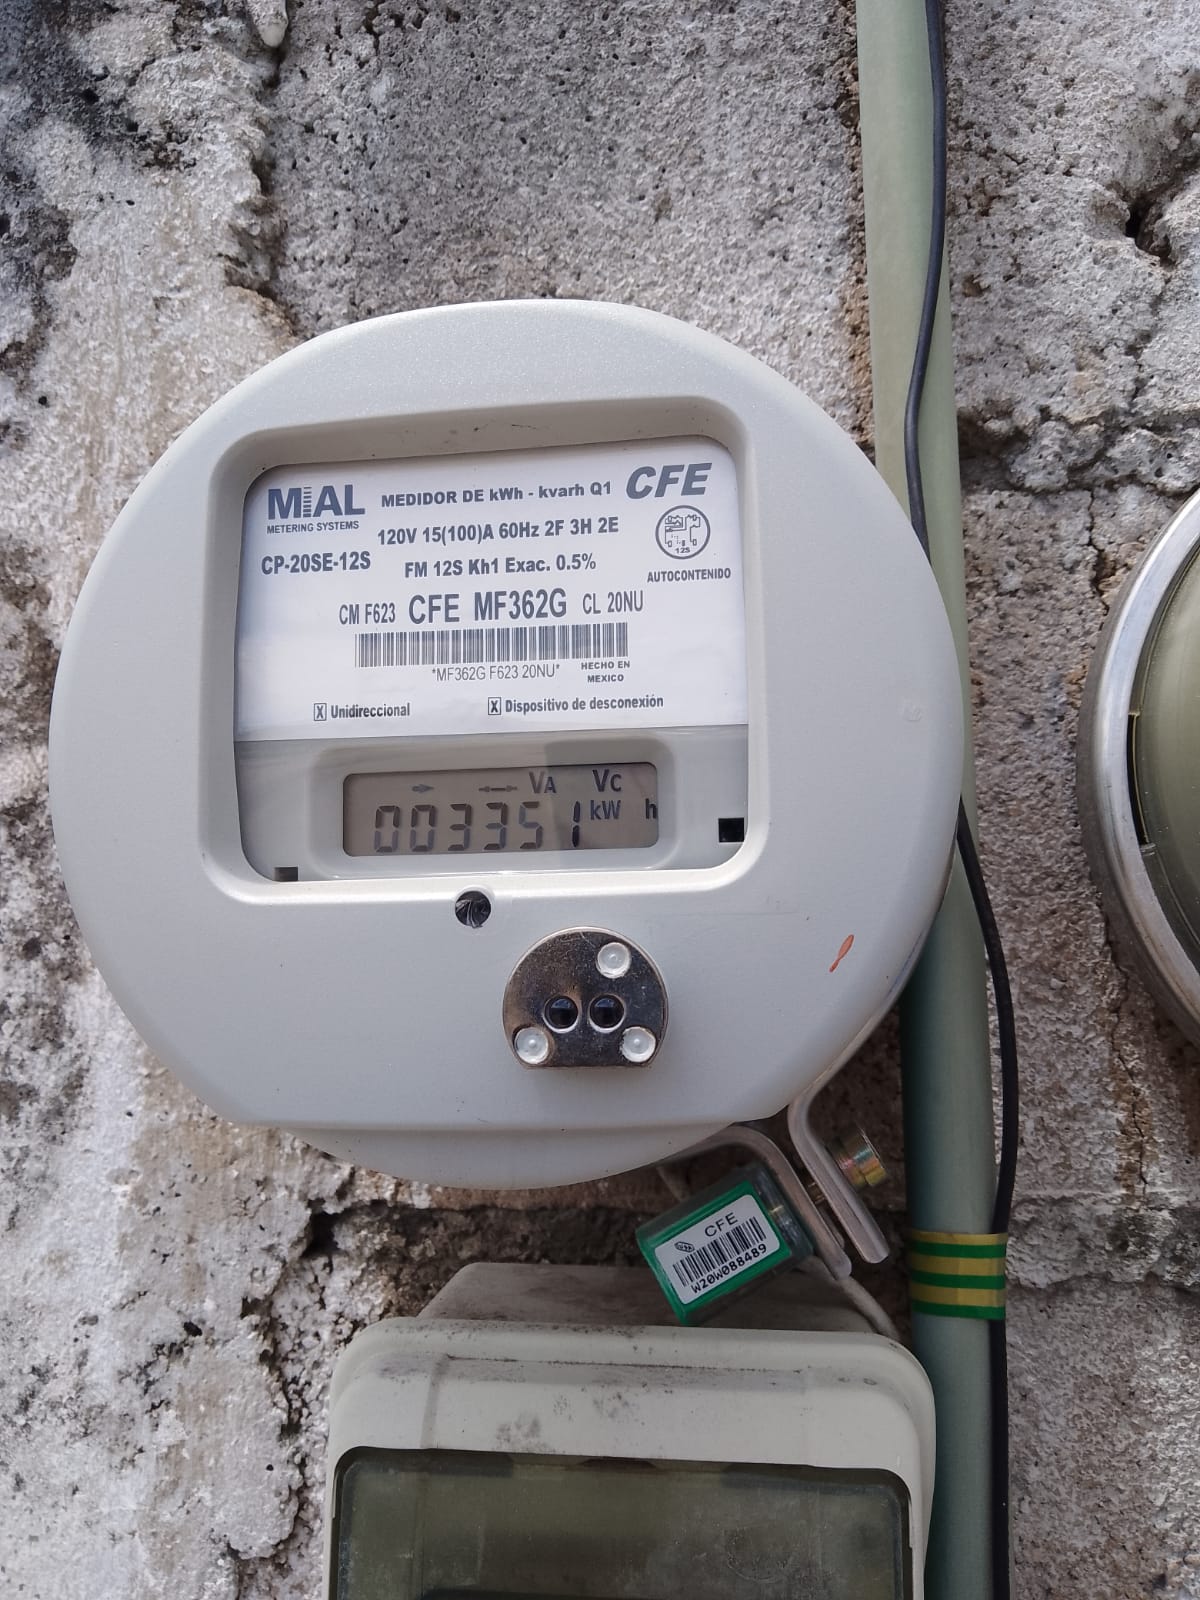 MIAL
METERING SYSTEMS
MEDIDOR DE kWh - kvarh Q1
CFE
120V 15(100)A 60Hz 2F 3H 2E
CP-20SE-12S
FM 12S Kh1 Exac. 0.5%
12S
AUTOCONTENIDO
CM F623 CFE MF362G CL 20NU
*MF362G F623 20NU*
HECHO EN
MEXICO
X Unidireccional
X Dispositivo de desconexión
VA VC
003351 kW h
CFE
W20W088489